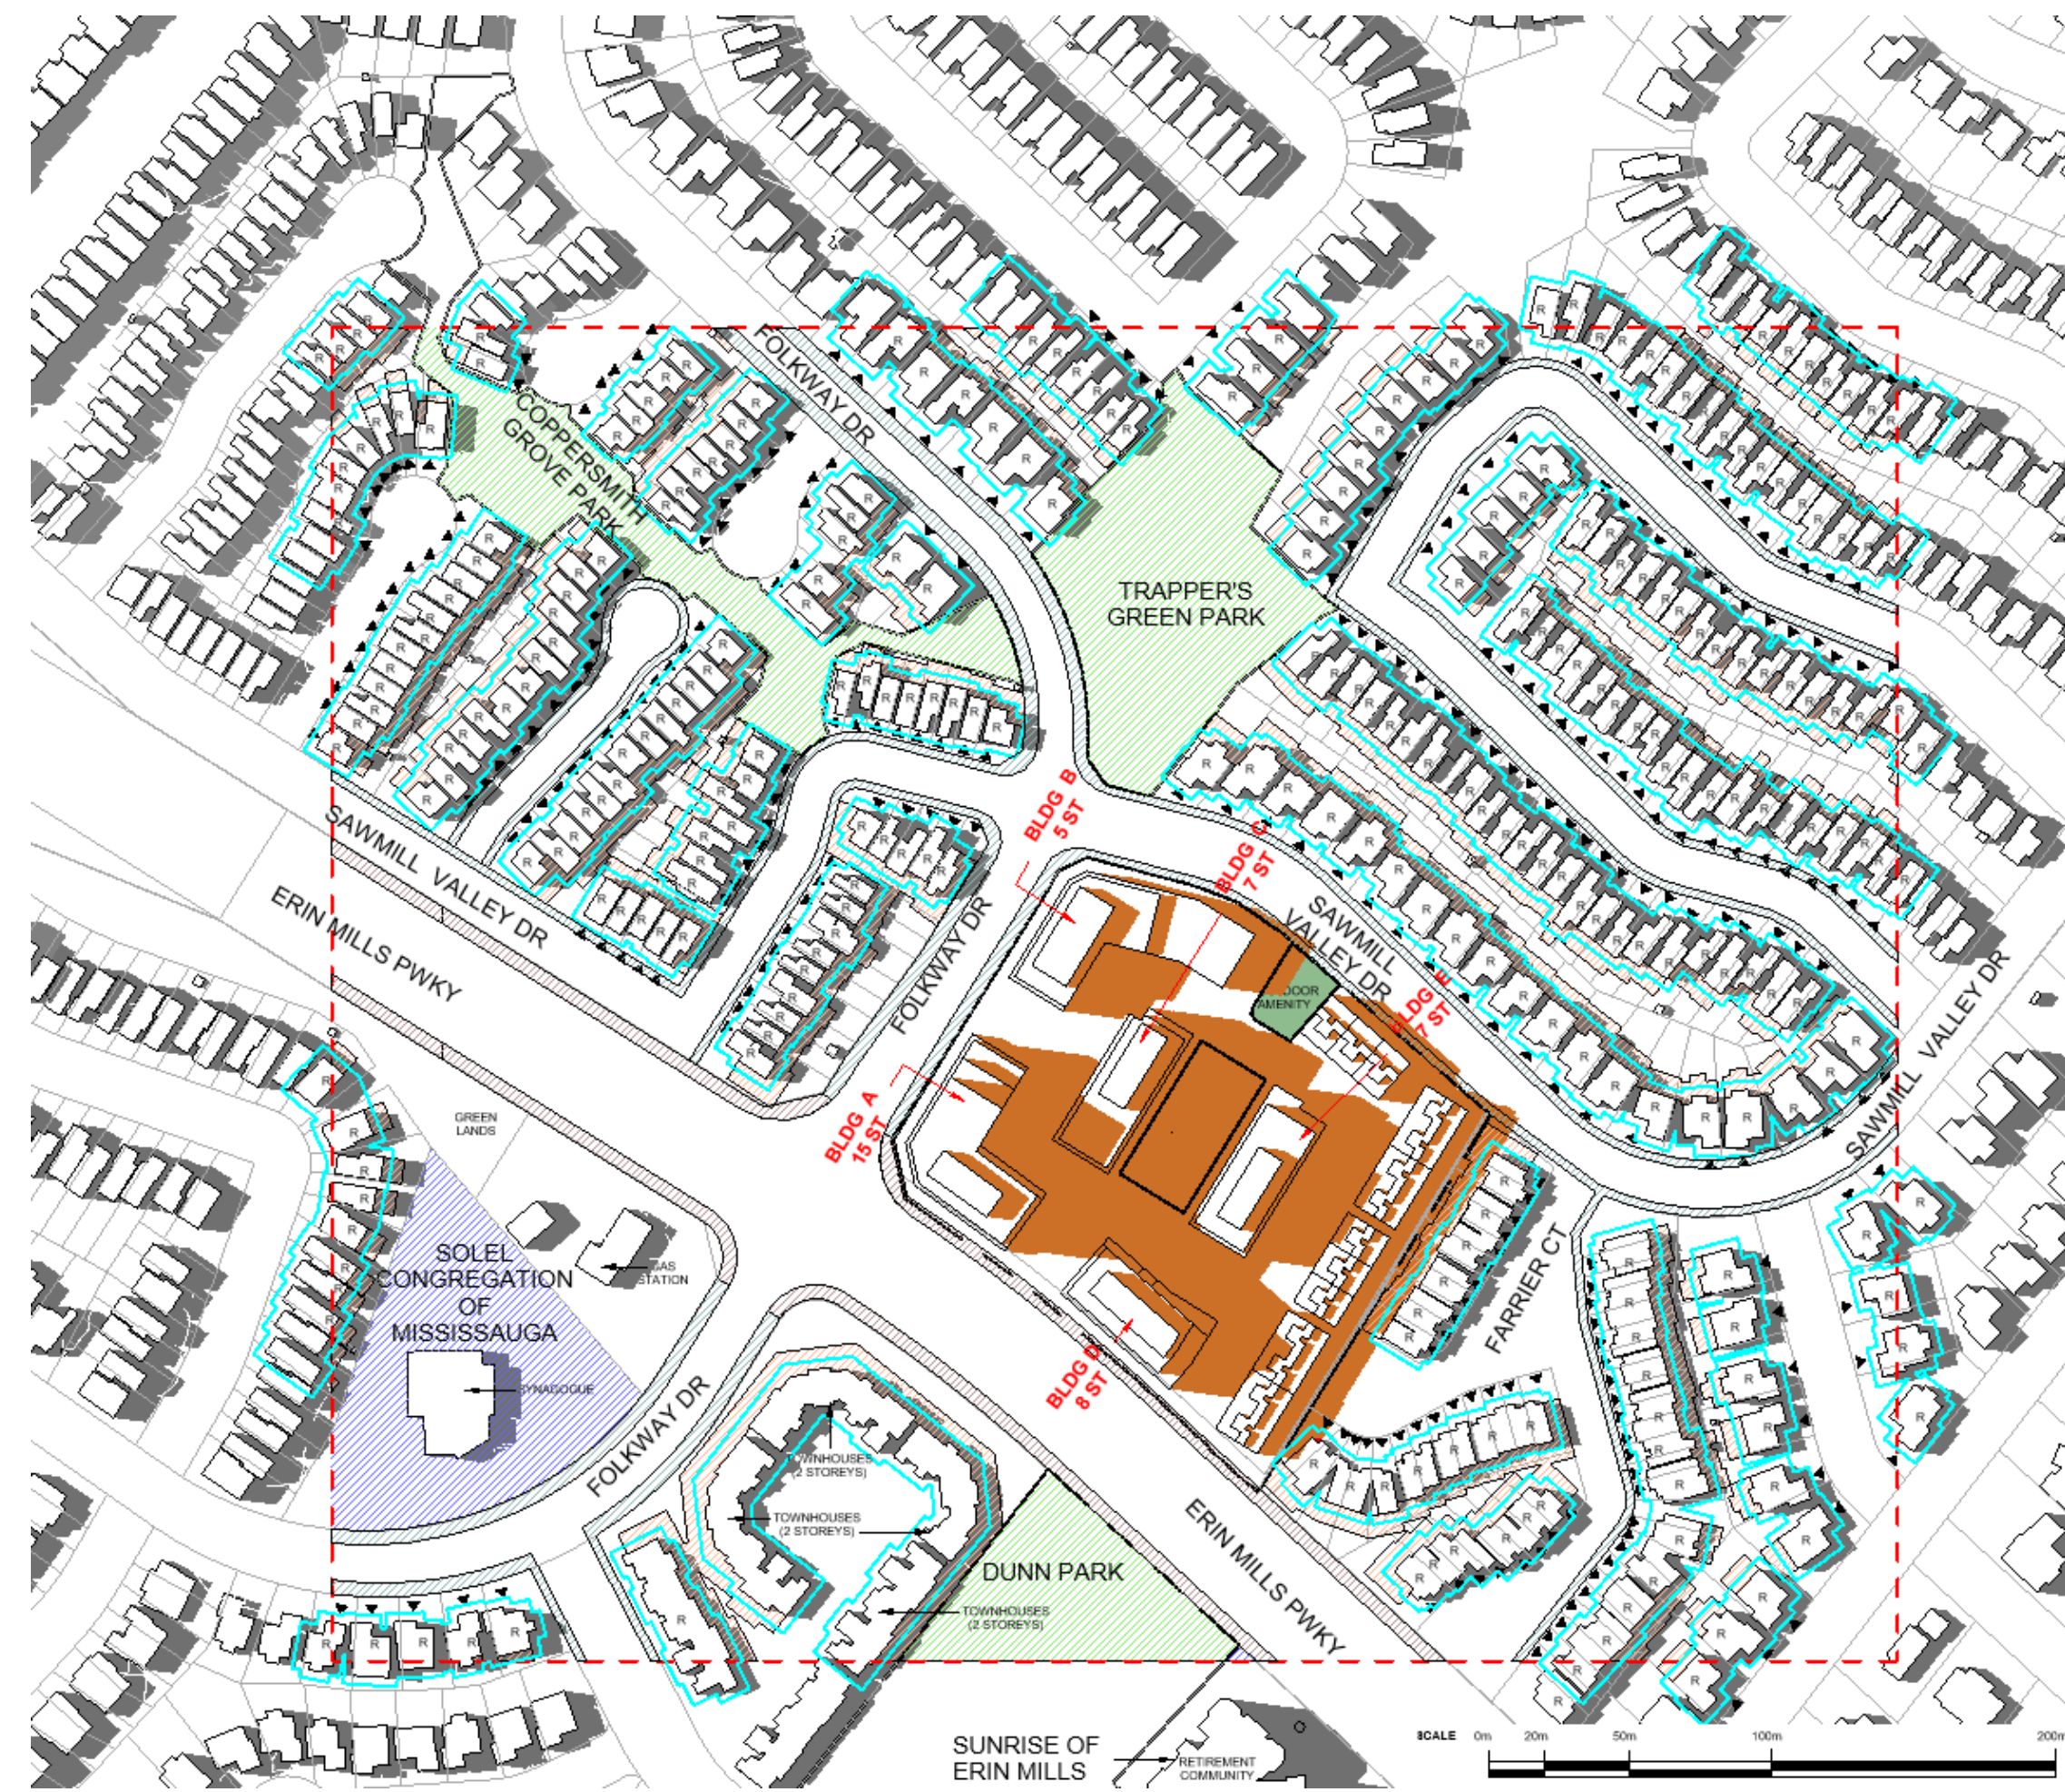 FOLKWAY DR
COPPERSMITH
GROVE PARK
TRAPPER'S
GREEN PARK
BLDG B
5 ST
BLDG C
7 ST
SAWMILL VALLEY DR
ERIN MILLS PWKY
FOLKWAY DR
SAWMILL
VALLEY DR
BLDG E
7 ST
DOOR
AMENITY
SAWMILL VALLEY DR
BLDG A
15 ST
GREEN
LANDS
SOLEL
CONGREGATION
OF
MISSISSAUGA
GAS
STATION
FARRIER CT
BLDG D
8 ST
SYNAGOGUE
FOLKWAY DR
TOWNHOUSES
(2 STOREYS)
TOWNHOUSES
(2 STOREYS)
ERIN MILLS PWKY
DUNN PARK
TOWNHOUSES
(2 STOREYS)
SUNRISE OF
ERIN MILLS
RETIREMENT
COMMUNITY
SCALE 0m 20m 50m 100m 200m